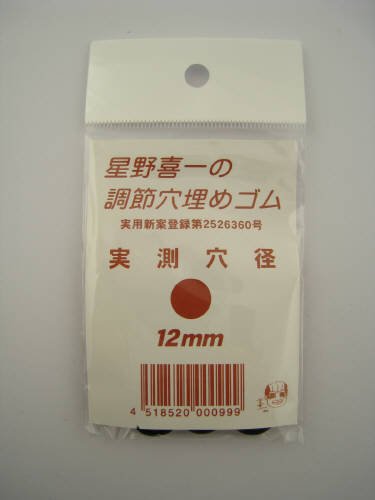 星野喜一の
調節穴埋めゴム
実用新案登録第2526360号
実測穴径
12mm
4 518520 000999